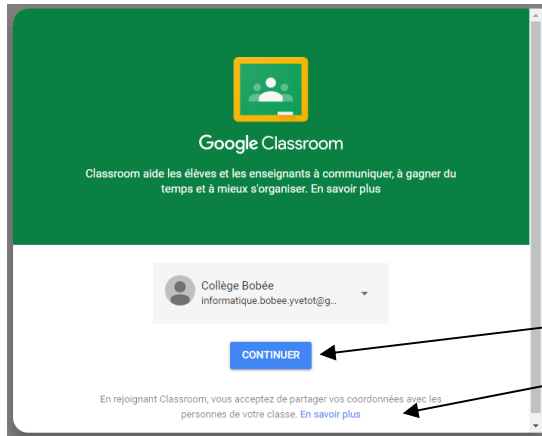 Google Classroom
Classroom aide les élèves et les enseignants à communiquer, à gagner du
temps et à mieux s'organiser. En savoir plus
Collège Bobée
informatique.bobee.yvetot@g...
CONTINUER
En rejoignant Classroom, vous acceptez de partager vos coordonnées avec les
personnes de votre classe. En savoir plus